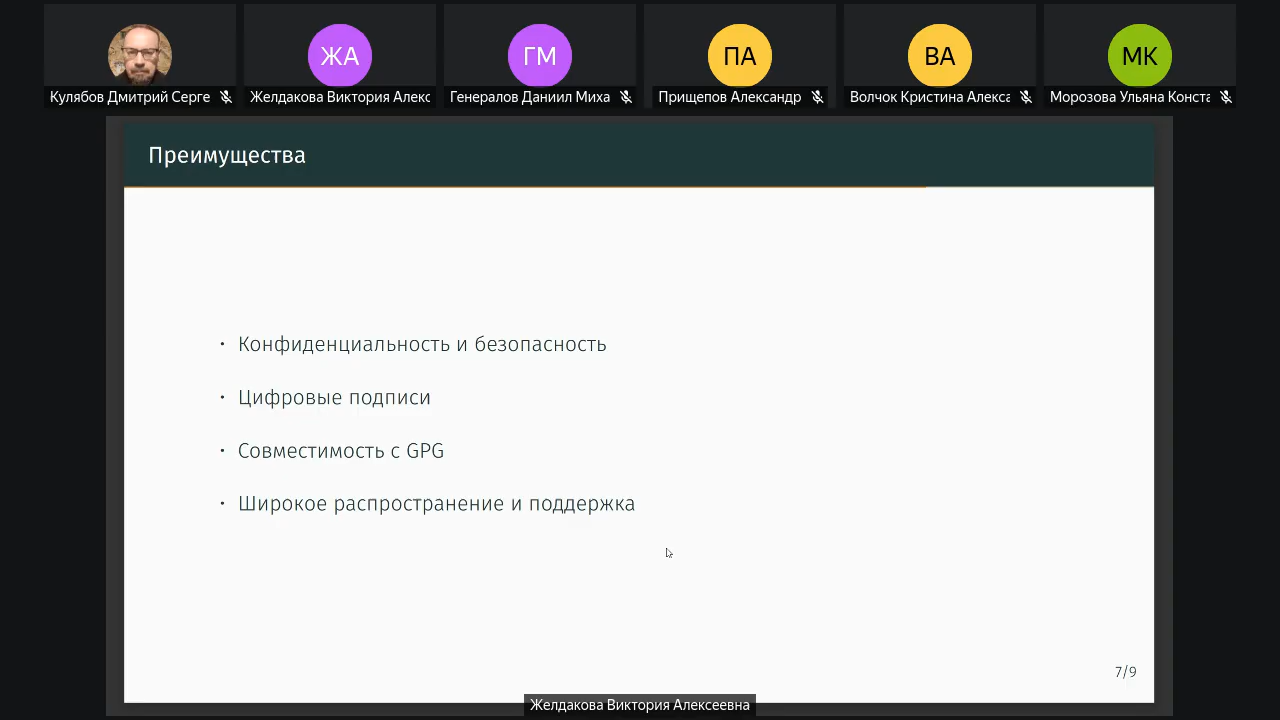 ЖА
ГМ
ПА
ВА
МК
Кулябов Дмитрий Серге
Желдакова Виктория Алекс
Генералов Даниил Миха
Прищепов Александр
Волчок Кристина Алекса
Морозова Ульяна Конста
Преимущества
• Конфиденциальность и безопасность
• Цифровые подписи
• Совместимость с GPG
• Широкое распространение и поддержка
7/9
Желдакова Виктория Алексеевна